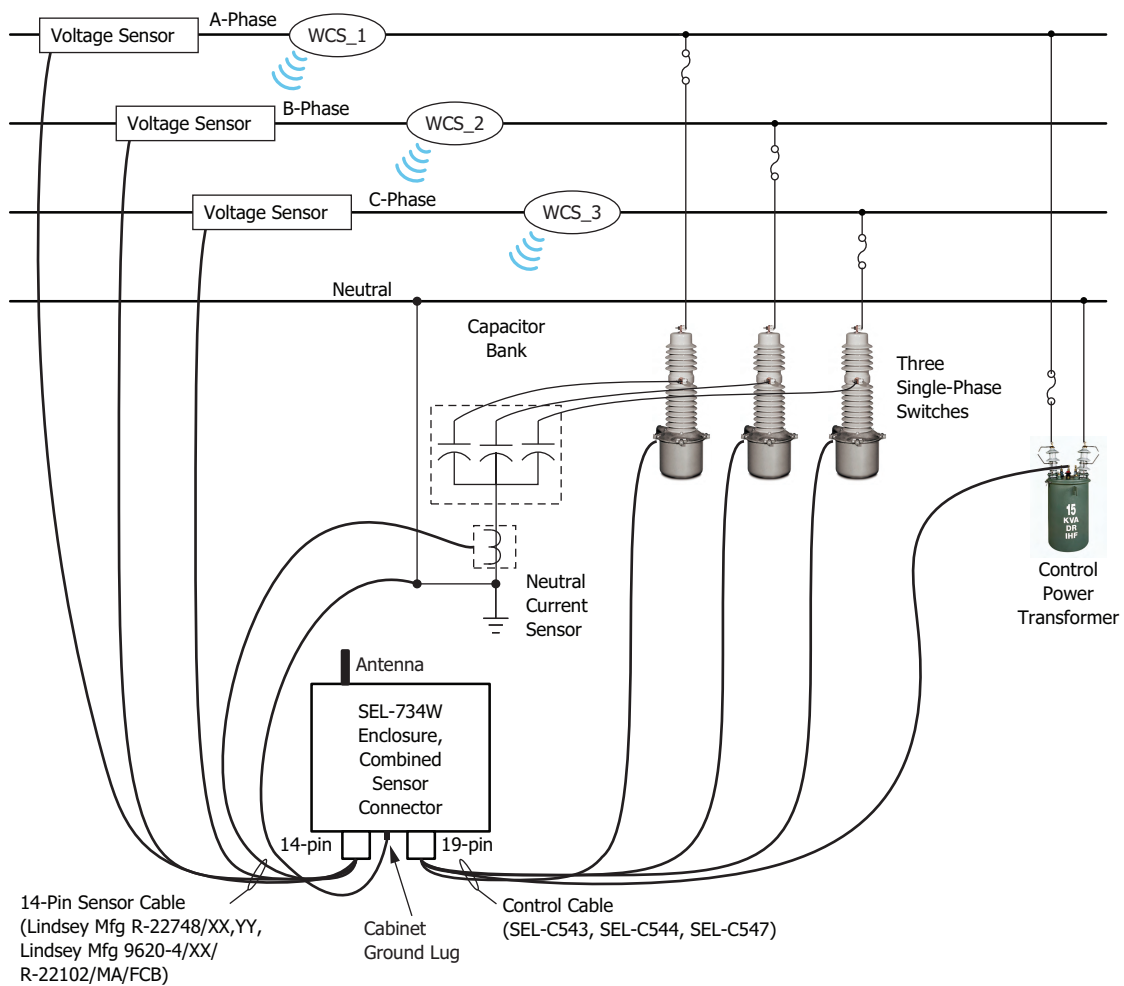 A-Phase
Voltage Sensor
WCS_1
B-Phase
Voltage Sensor
WCS_2
C-Phase
Voltage Sensor
WCS_3
Neutral
Capacitor
Bank
Three
Single-Phase
Switches
15
KVA
DR
IHF
Control
Power
Transformer
Neutral
Current
Sensor
Antenna
SEL-734W
Enclosure,
Combined
Sensor
Connector
14-pin
19-pin
14-Pin Sensor Cable
(Lindsey Mfg R-22748/XX,YY,
Lindsey Mfg 9620-4/XX/
R-22102/MA/FCB)
Cabinet
Ground Lug
Control Cable
(SEL-C543, SEL-C544, SEL-C547)